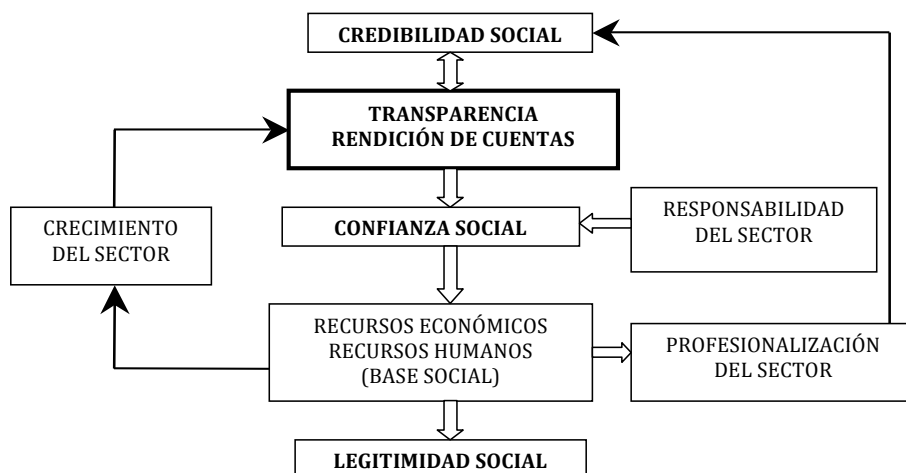 CREDIBILIDAD SOCIAL
TRANSPARENCIA
RENDICIÓN DE CUENTAS
CRECIMIENTO
DEL SECTOR
CONFIANZA SOCIAL
RESPONSABILIDAD
DEL SECTOR
RECURSOS ECONÓMICOS
RECURSOS HUMANOS
(BASE SOCIAL)
PROFESIONALIZACIÓN
DEL SECTOR
LEGITIMIDAD SOCIAL